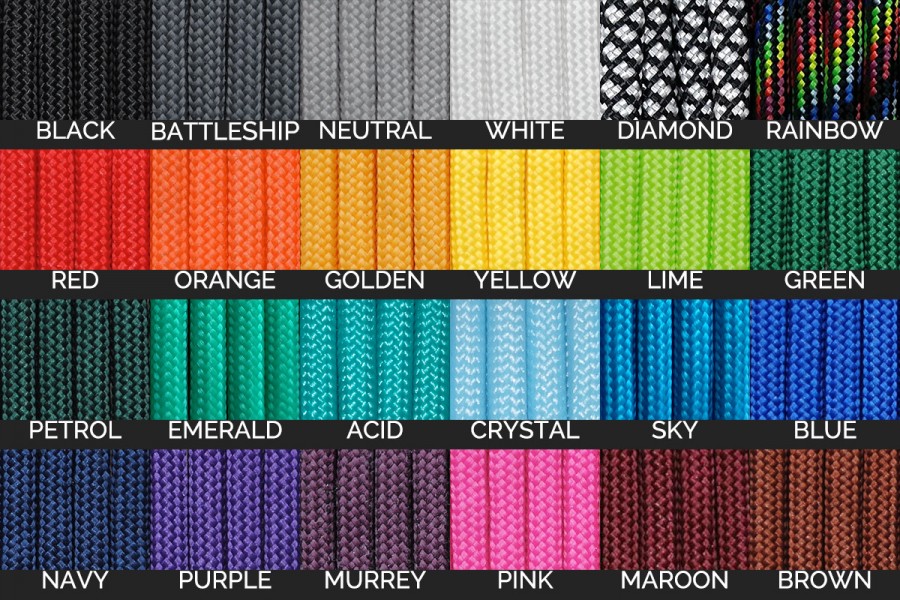 BLACK BATTLESHIP NEUTRAL WHITE DIAMOND RAINBOW
RED ORANGE GOLDEN YELLOW LIME GREEN
PETROL EMERALD ACID CRYSTAL SKY BLUE
NAVY PURPLE MURREY PINK MAROON BROWN